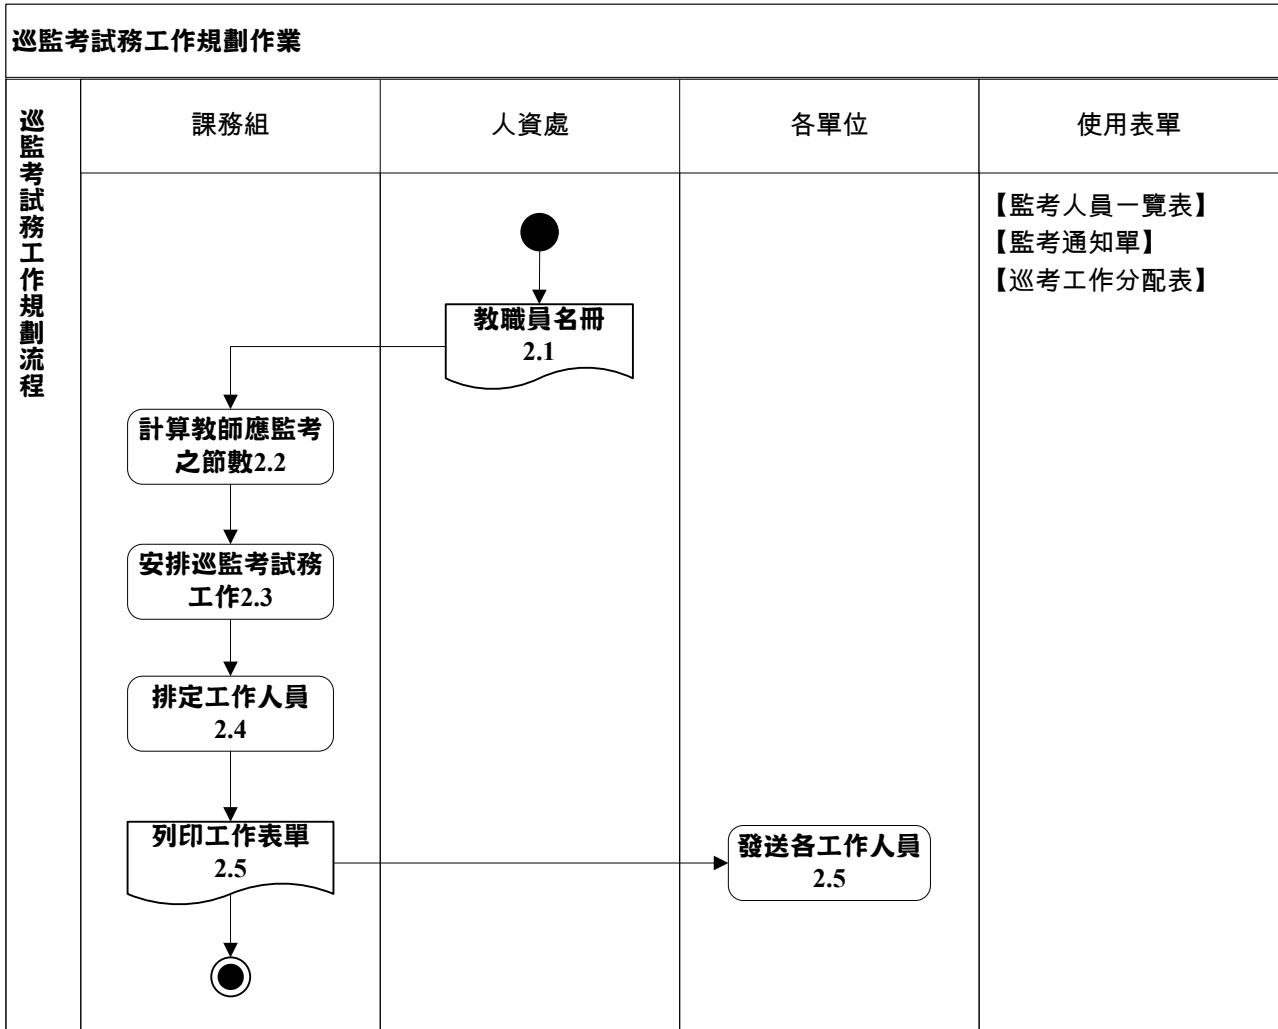 巡監考試務工作規劃作業
巡監考試務工作規劃流程
課務組
人資處
各單位
使用表單
【監考人員一覽表】
【監考通知單】
【巡考工作分配表】
教職員名冊
2.1
計算教師應監考
之節數2.2
安排巡監考試務
工作2.3
排定工作人員
2.4
列印工作表單
2.5
發送各工作人員
2.5